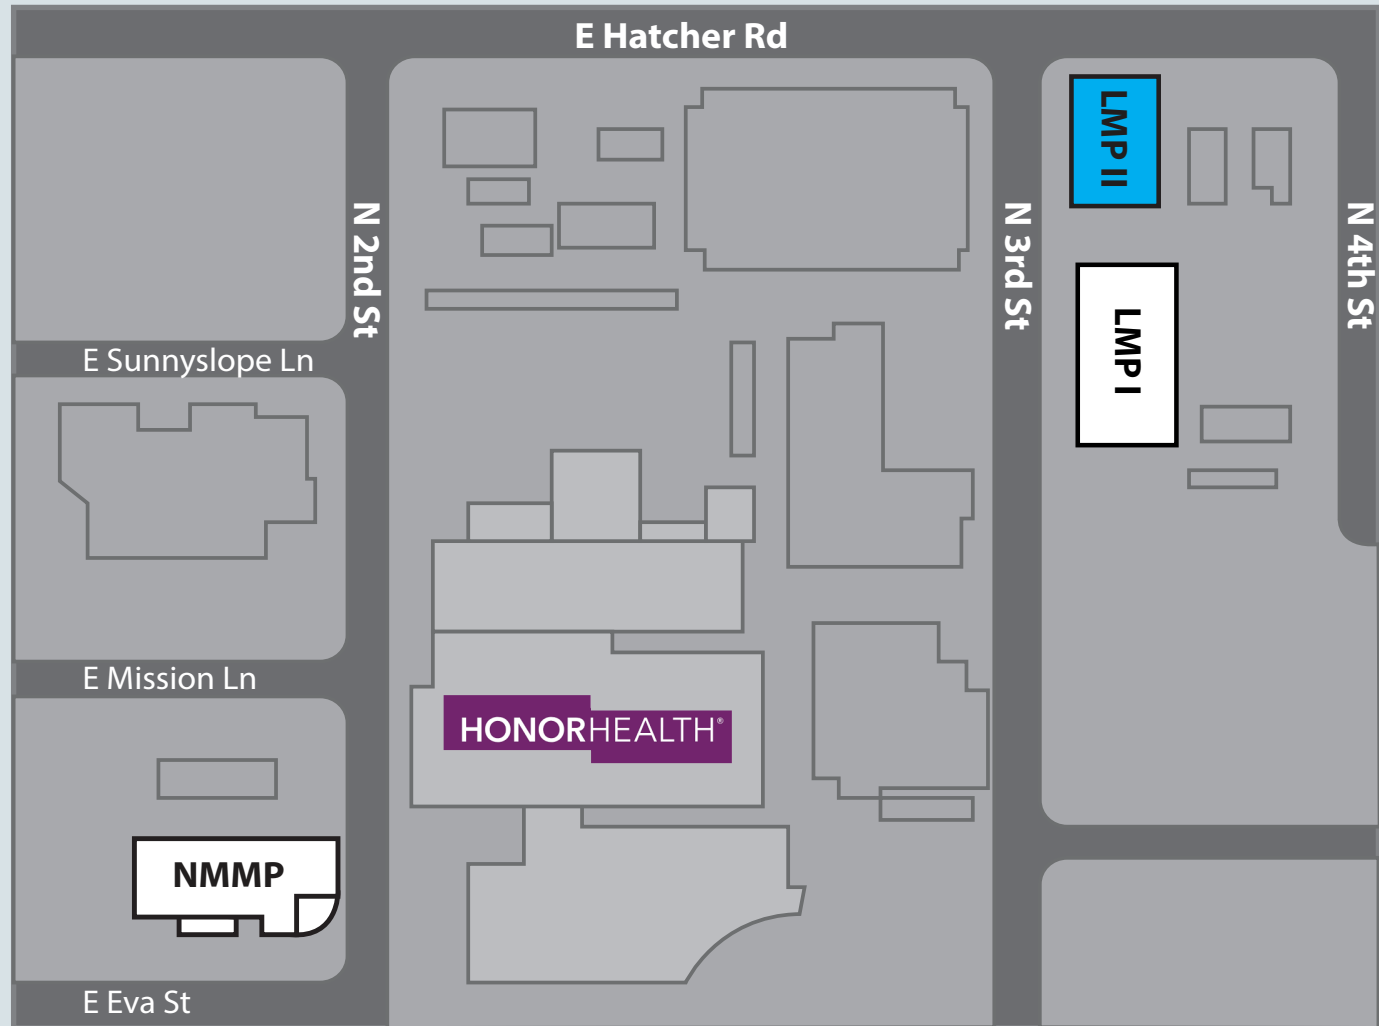 E Hatcher Rd
LMP II
N 2nd St
N 3rd St
N 4th St
LMP I
E Sunnyslope Ln
E Mission Ln
HONORHEALTH®
NMMP
E Eva St